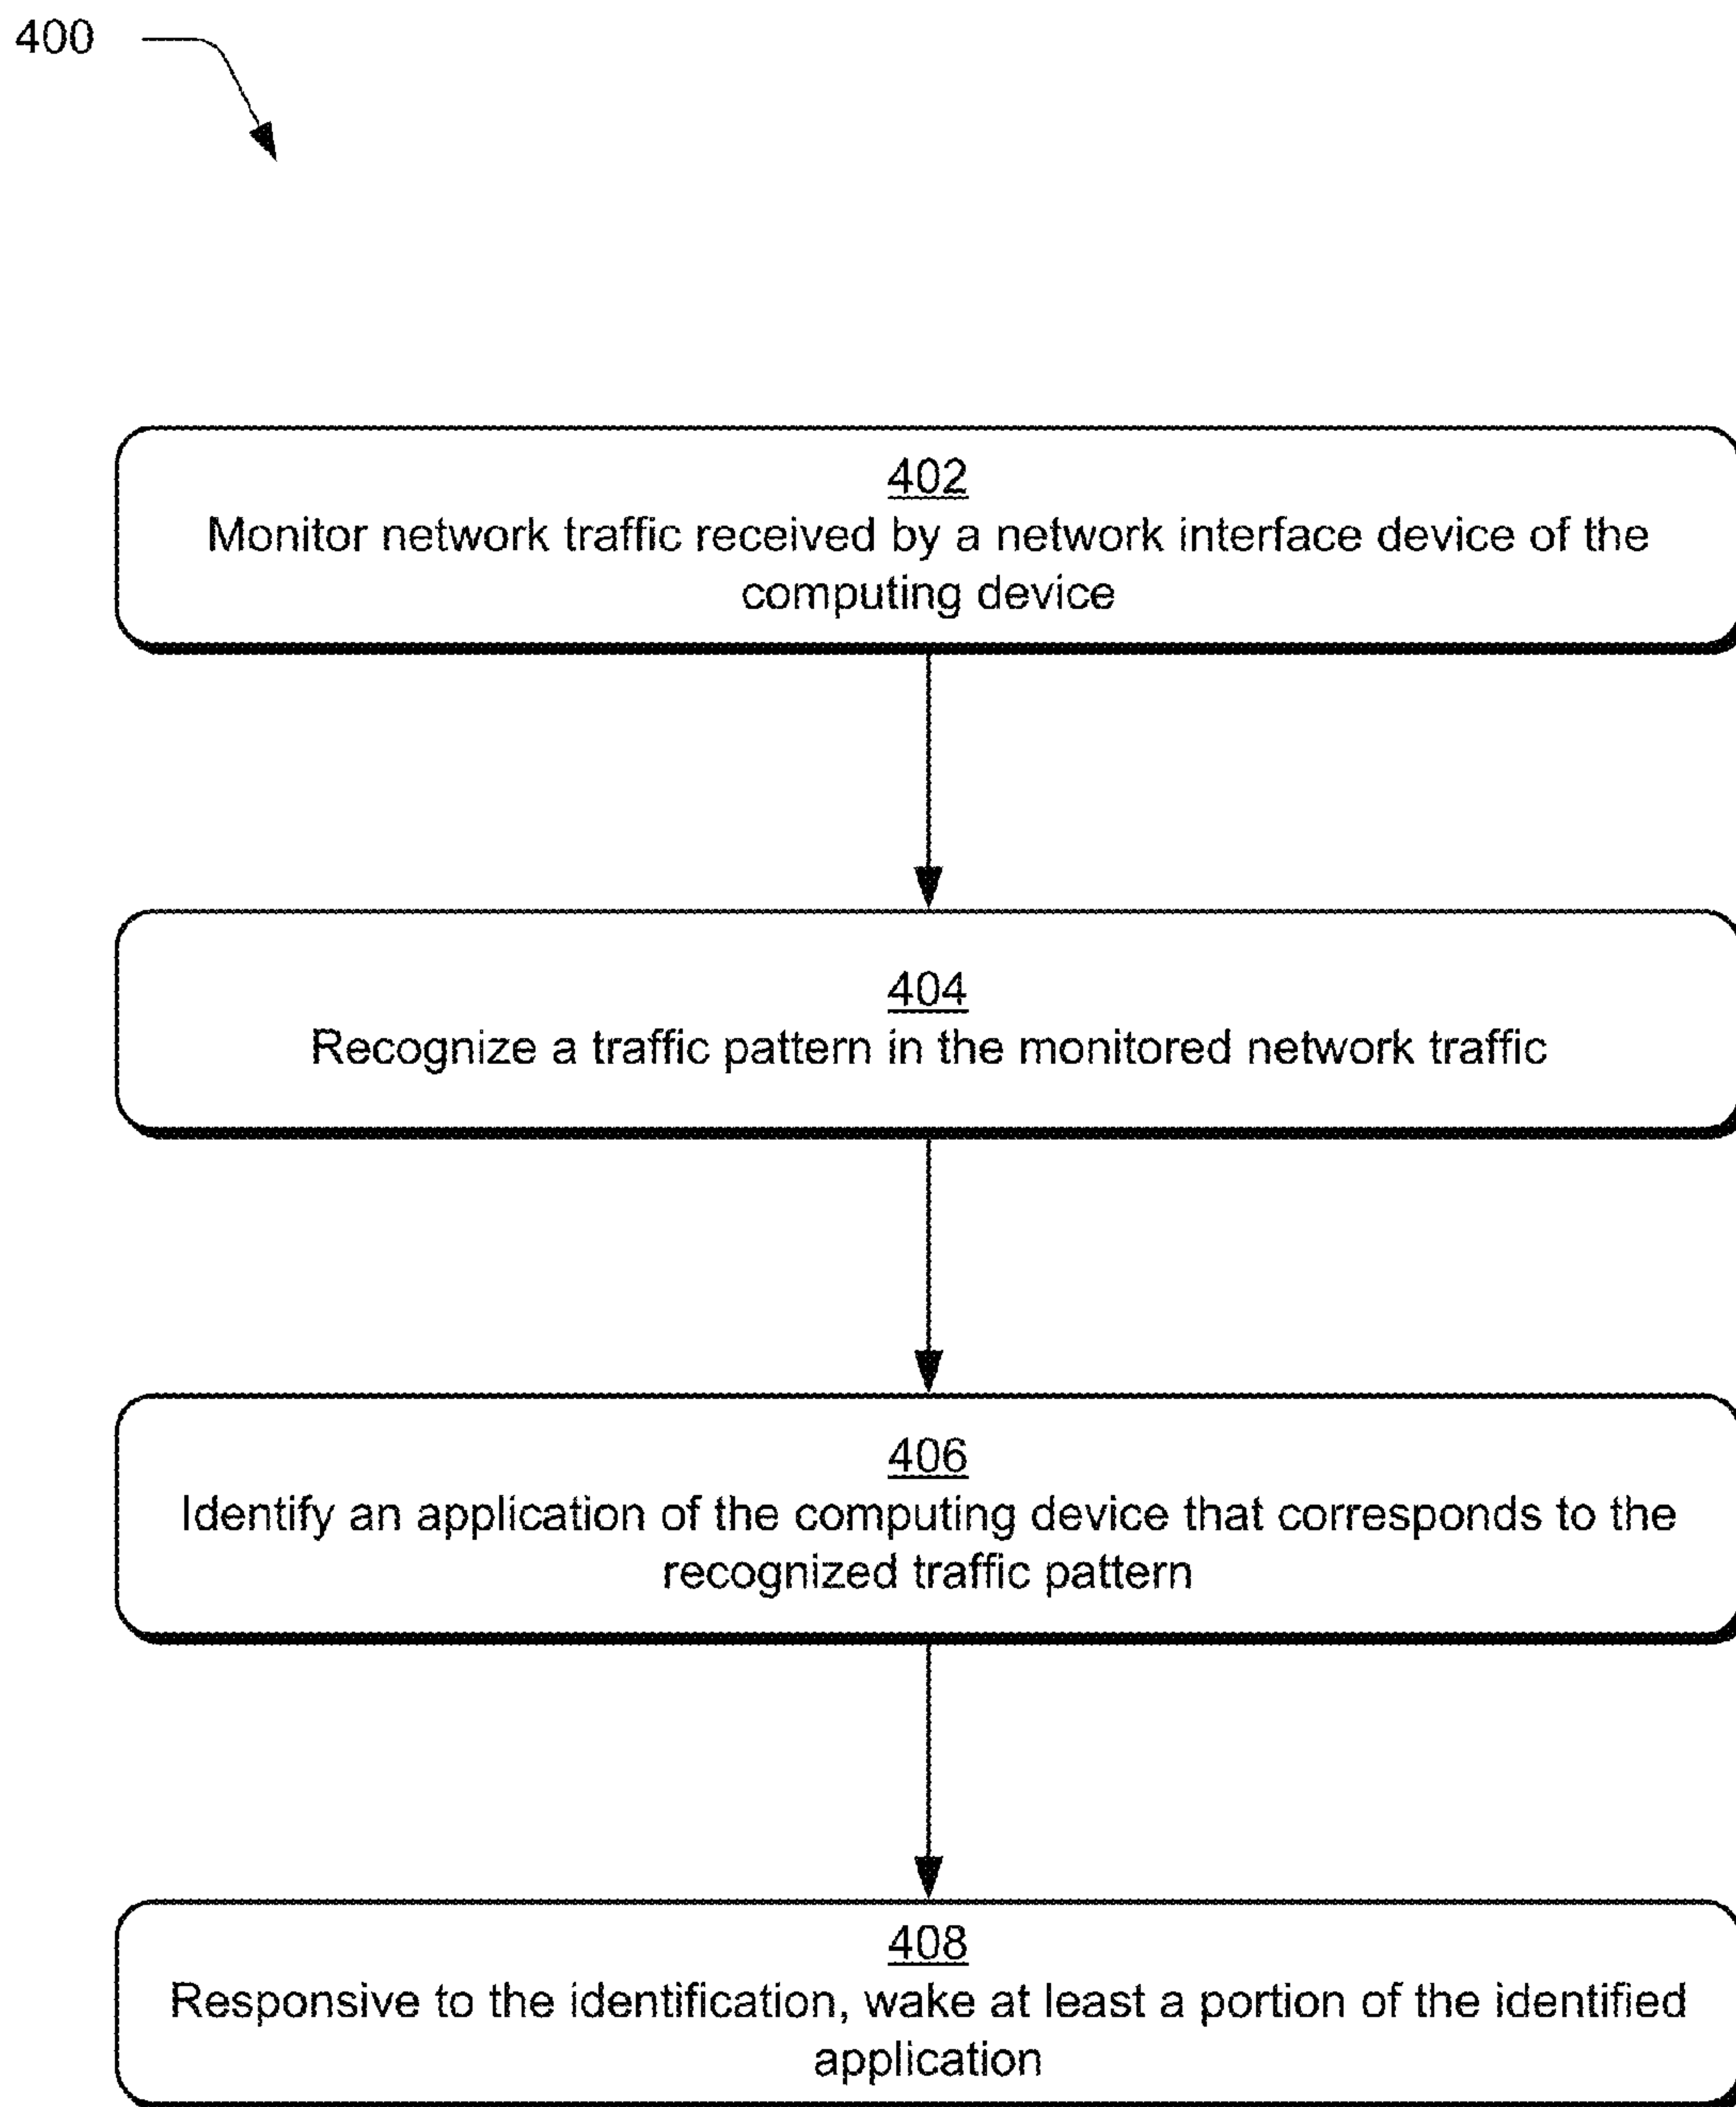 400
402
Monitor network traffic received by a network interface device of the
computing device
404
Recognize a traffic pattern in the monitored network traffic
406
Identify an application of the computing device that corresponds to the
recognized traffic pattern
408
Responsive to the identification, wake at least a portion of the identified
application